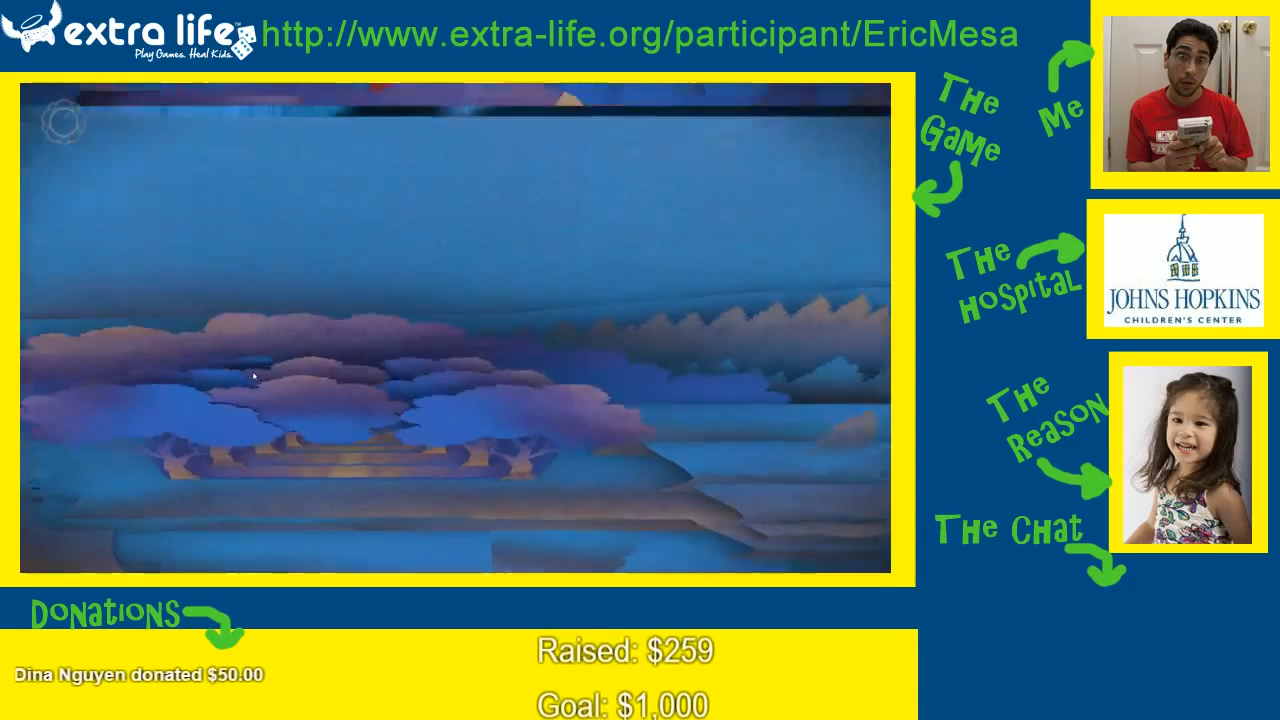 extra life
Play Games. Heal Kids.
http://www.extra-life.org/participant/EricMesa
The Game
Me
The Hospital
JOHNS HOPKINS
CHILDREN'S CENTER
The Reason
The Chat
Donations
Dina Nguyen donated $50.00
Raised: $259
Goal: $1,000